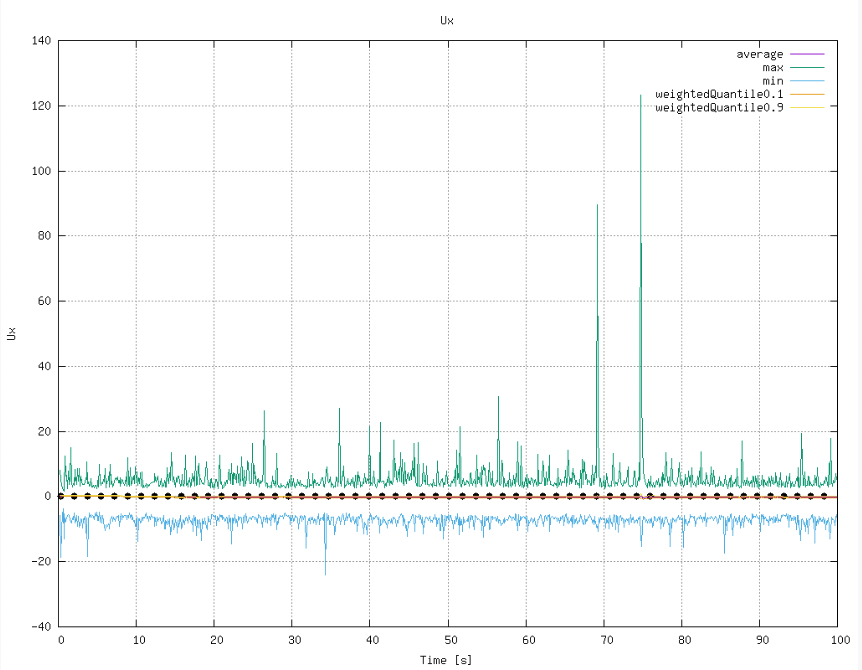 Ux
average
max
min
weightedQuantile0.1
weightedQuantile0.9
140
120
100
80
60
40
20
0
-20
-40
Ux
0 10 20 30 40 50 60 70 80 90 100
Time [s]